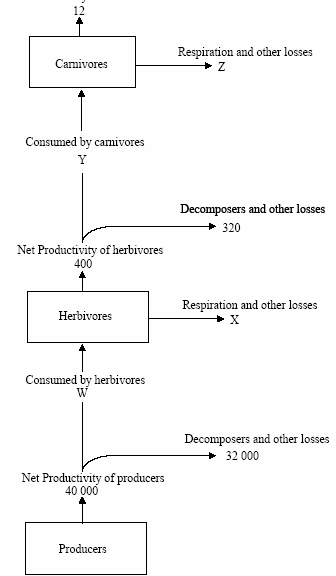 12
Carnivores
Respiration and other losses
Z
Consumed by carnivores
Y
Decomposers and other losses
320
Net Productivity of herbivores
400
Herbivores
Respiration and other losses
X
Consumed by herbivores
W
Decomposers and other losses
32 000
Net Productivity of producers
40 000
Producers